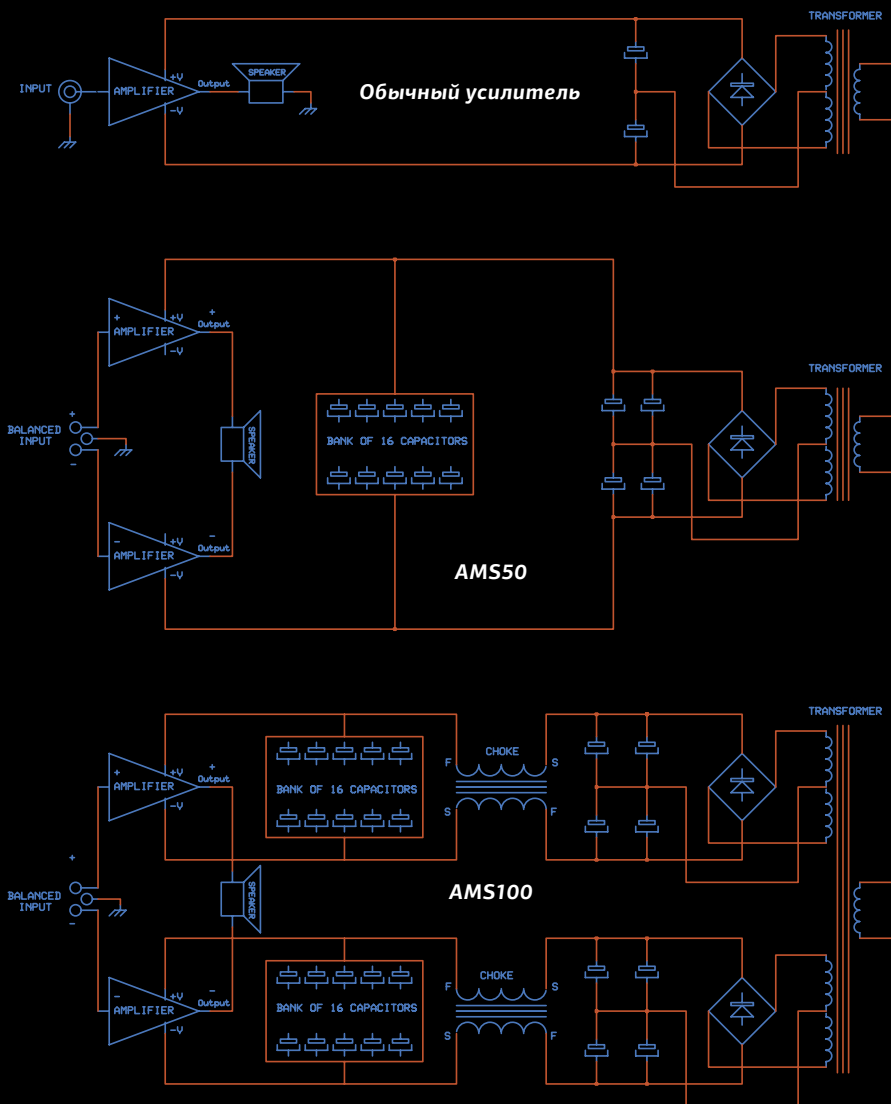 TRANSFORMER
INPUT
AMPLIFIER
+V
-V
Output
SPEAKER
Обычный усилитель
TRANSFORMER
+
AMPLIFIER
+V
-V
+
Output
BALANCED
INPUT
+
-
SPEAKER
BANK OF 16 CAPACITORS
-
AMPLIFIER
+V
-V
-
Output
AMS50
TRANSFORMER
+
AMPLIFIER
+V
-V
+
Output
BANK OF 16 CAPACITORS
CHOKE
F
S
S
F
BALANCED
INPUT
+
-
SPEAKER
AMS100
-
AMPLIFIER
+V
-V
-
Output
BANK OF 16 CAPACITORS
CHOKE
F
S
S
F